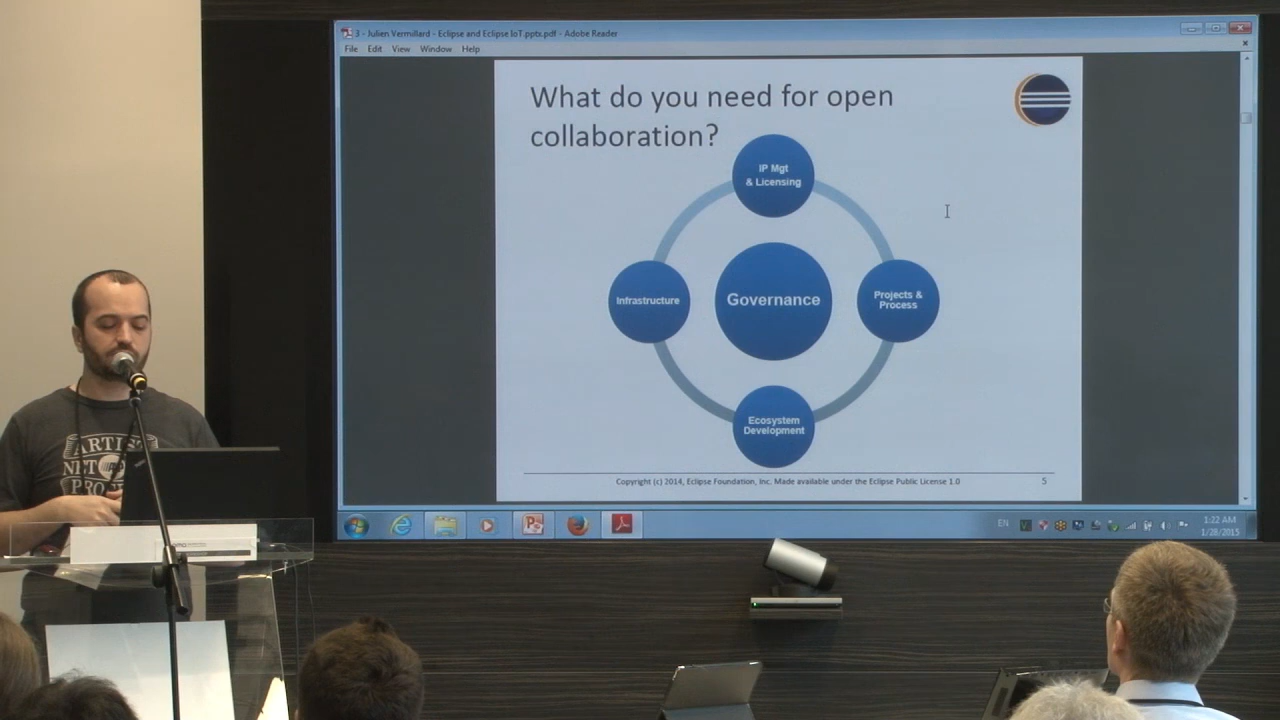 3 - Julien Vermillard - Eclipse and Eclipse IoT.pptx.pdf - Adobe Reader
File Edit View Window Help
What do you need for open
collaboration?
IP Mgt
& Licensing
Infrastructure
Governance
Projects &
Process
Ecosystem
Development
Copyright (c) 2014, Eclipse Foundation, Inc. Made available under the Eclipse Public License 1.0
5
EN
1:22 AM
1/28/2015
ARTIST
NET